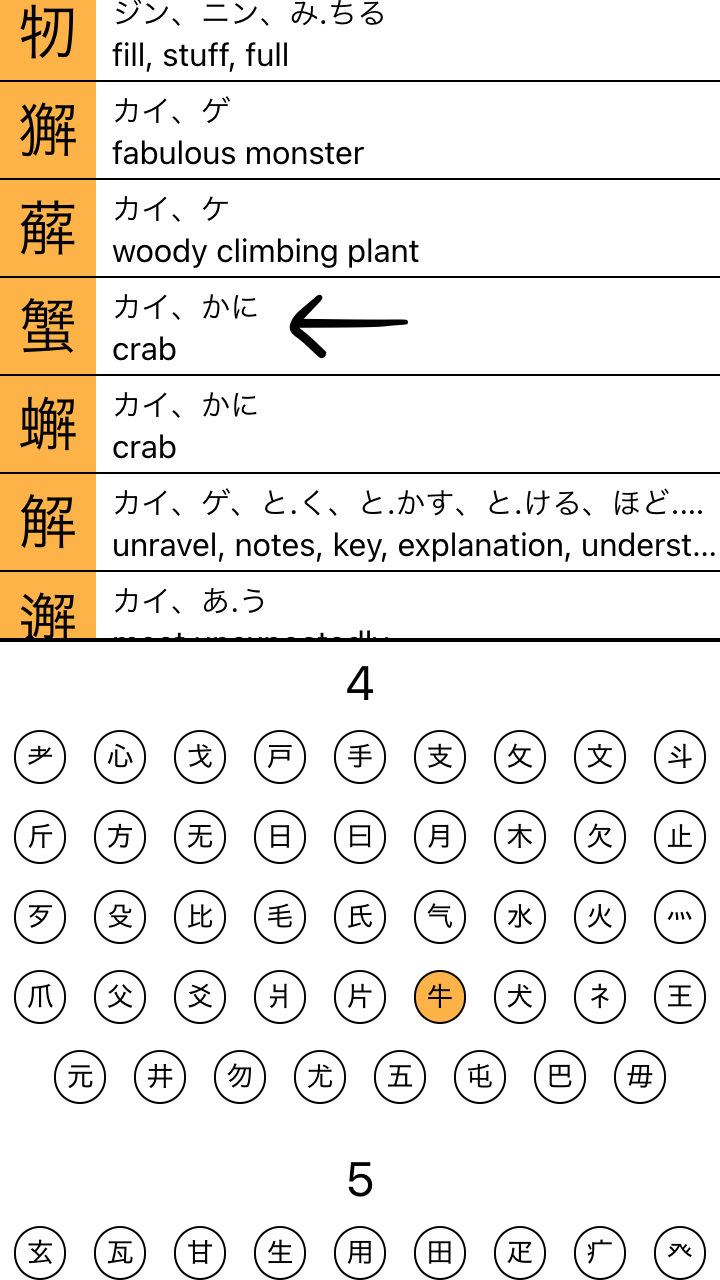 牣
ジン、ニン、み.ちる
fill, stuff, full
獬
カイ、ゲ
fabulous monster
薢
カイ、ケ
woody climbing plant
蟹
カイ、かに
crab
蠏
カイ、かに
crab
解
カイ、ゲ、と.く、と.かす、と.ける、ほど....
unravel, notes, key, explanation, underst...
邂
カイ、あ.う
meet unexpectedly
4
耂 心 戈 戸 手 支 攵 文 斗
斤 方 无 日 曰 月 木 欠 止
歹 殳 比 毛 氏 气 水 火 灬
爪 父 爻 爿 片 牛 犬 礻 王
元 井 勿 尤 五 屯 巴 毋
5
玄 瓦 甘 生 用 田 疋 疒 癶